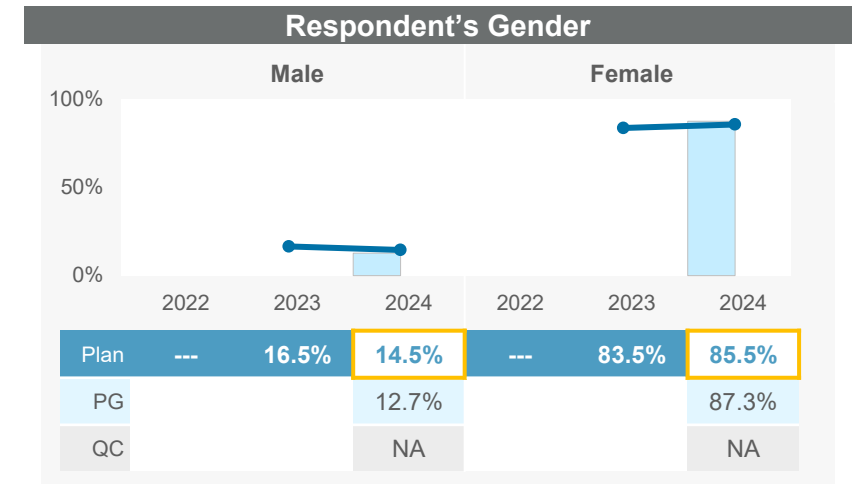 Respondent's Gender
Male Female
100%
50%
0%
2022 2023 2024 2022 2023 2024
Plan --- 16.5% 14.5% --- 83.5% 85.5%
PG 12.7% 87.3%
QC NA NA